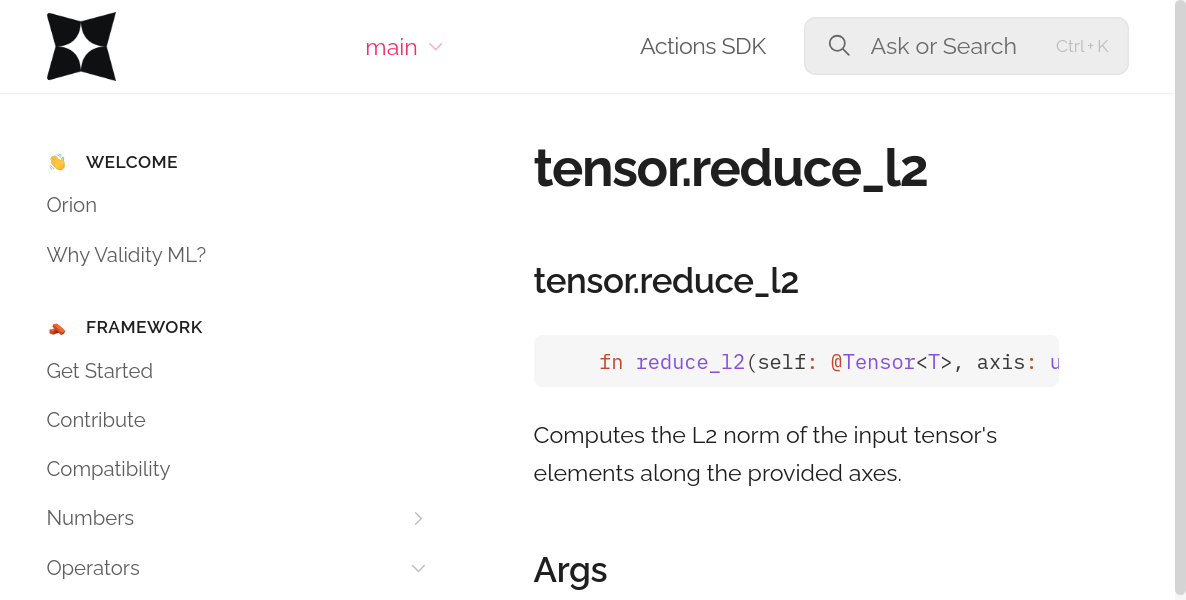 main
Actions SDK
Ask or Search
Ctrl+K
WELCOME
Orion
Why Validity ML?
FRAMEWORK
Get Started
Contribute
Compatibility
Numbers
Operators
tensor.reduce_l2
tensor.reduce_l2
fn reduce_l2(self: @Tensor<T>, axis: u
Computes the L2 norm of the input tensor's
elements along the provided axes.
Args